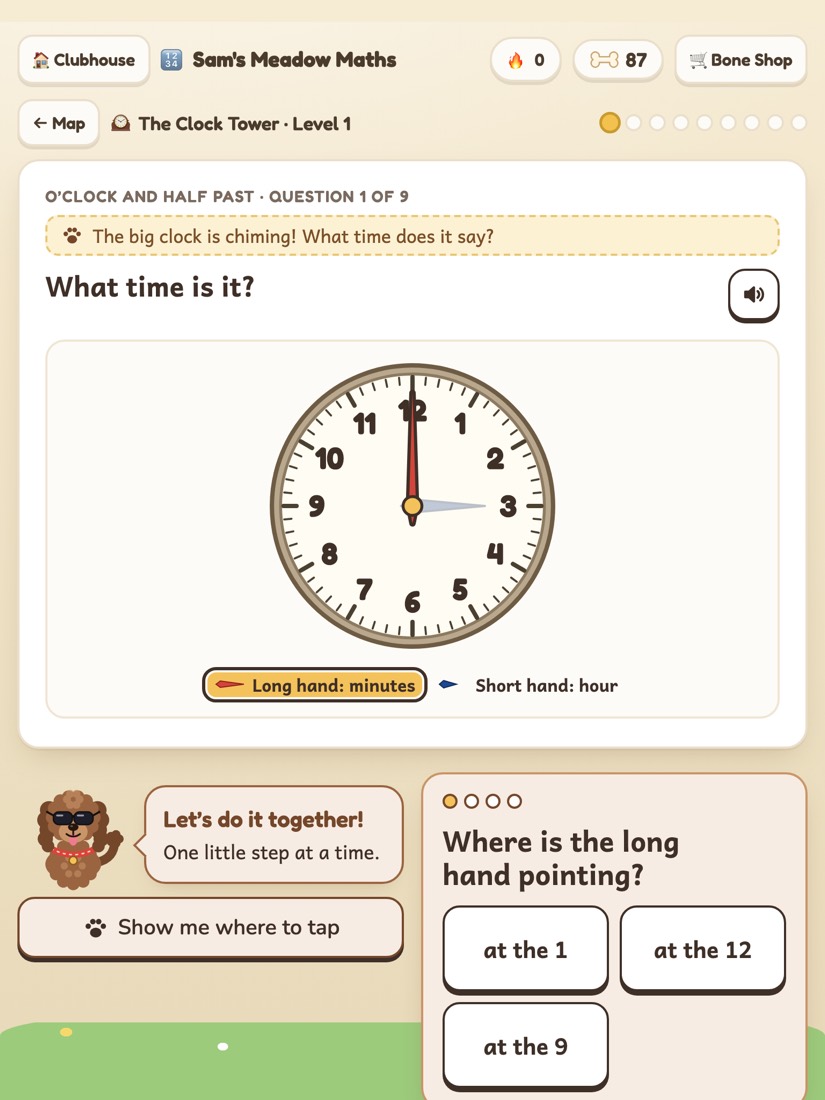 🏠 Clubhouse
🔢 Sam's Meadow Maths
🔥 0
87
🛒 Bone Shop
← Map
🕰️ The Clock Tower · Level 1
O'CLOCK AND HALF PAST · QUESTION 1 OF 9
The big clock is chiming! What time does it say?
What time is it?
12
11 1
10 2
9 3
8 4
7 5
6
Long hand: minutes
Short hand: hour
Let's do it together!
One little step at a time.
Show me where to tap
Where is the long
hand pointing?
at the 1
at the 12
at the 9